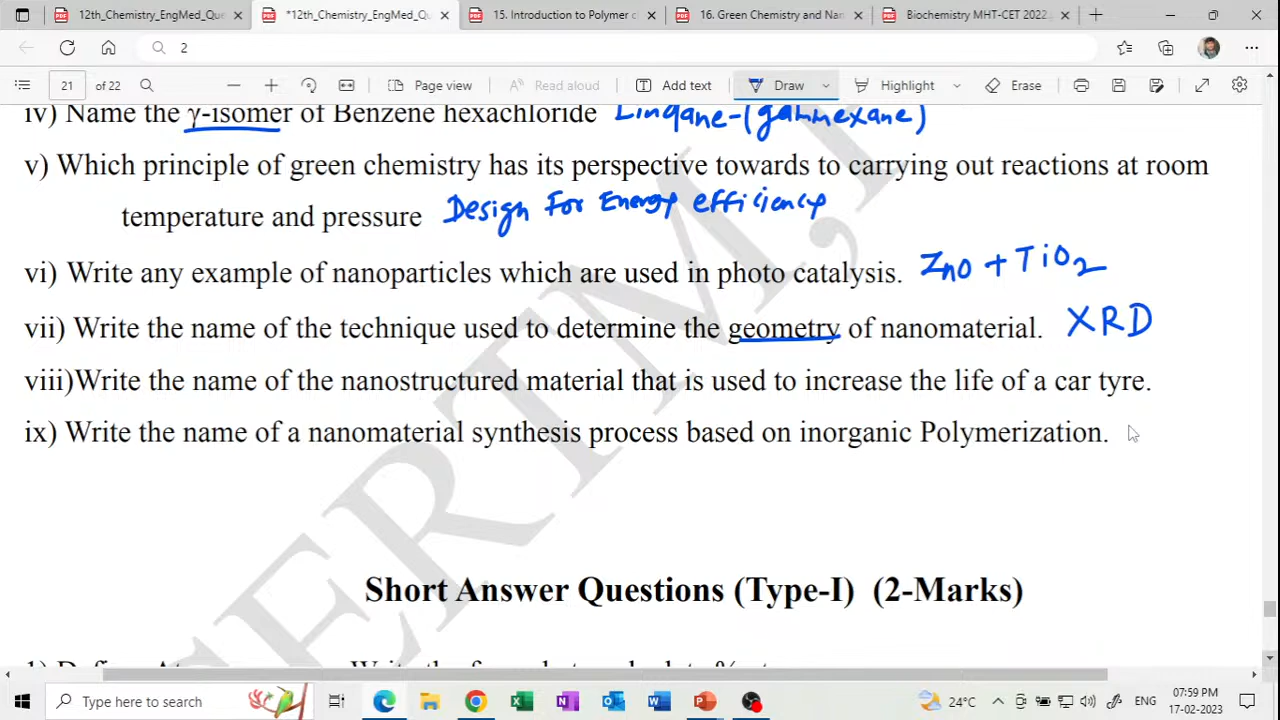 12th_Chemistry_EngMed_Qu
*12th_Chemistry_EngMed_Qu
15. Introduction to Polymer c
16. Green Chemistry and Nan
Biochemistry MHT-CET 2022
2
21 of 22
Page view
Read aloud
Add text
Draw
Highlight
Erase
iv) Name the γ-isomer of Benzene hexachloride Lindane-(gammexane)
v) Which principle of green chemistry has its perspective towards to carrying out reactions at room
temperature and pressure Design For Energy efficiency
vi) Write any example of nanoparticles which are used in photo catalysis. ZnO + TiO2
vii) Write the name of the technique used to determine the geometry of nanomaterial. XRD
viii)Write the name of the nanostructured material that is used to increase the life of a car tyre.
ix) Write the name of a nanomaterial synthesis process based on inorganic Polymerization.
SERTM,
Short Answer Questions (Type-I) (2-Marks)
Type here to search
24°C
ENG
07:59 PM
17-02-2023